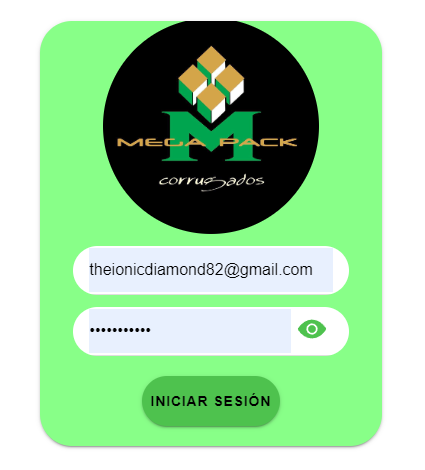 M
MEGA PACK
corrugados
theionicdiamond82@gmail.com
•••••••••••
INICIAR SESIÓN